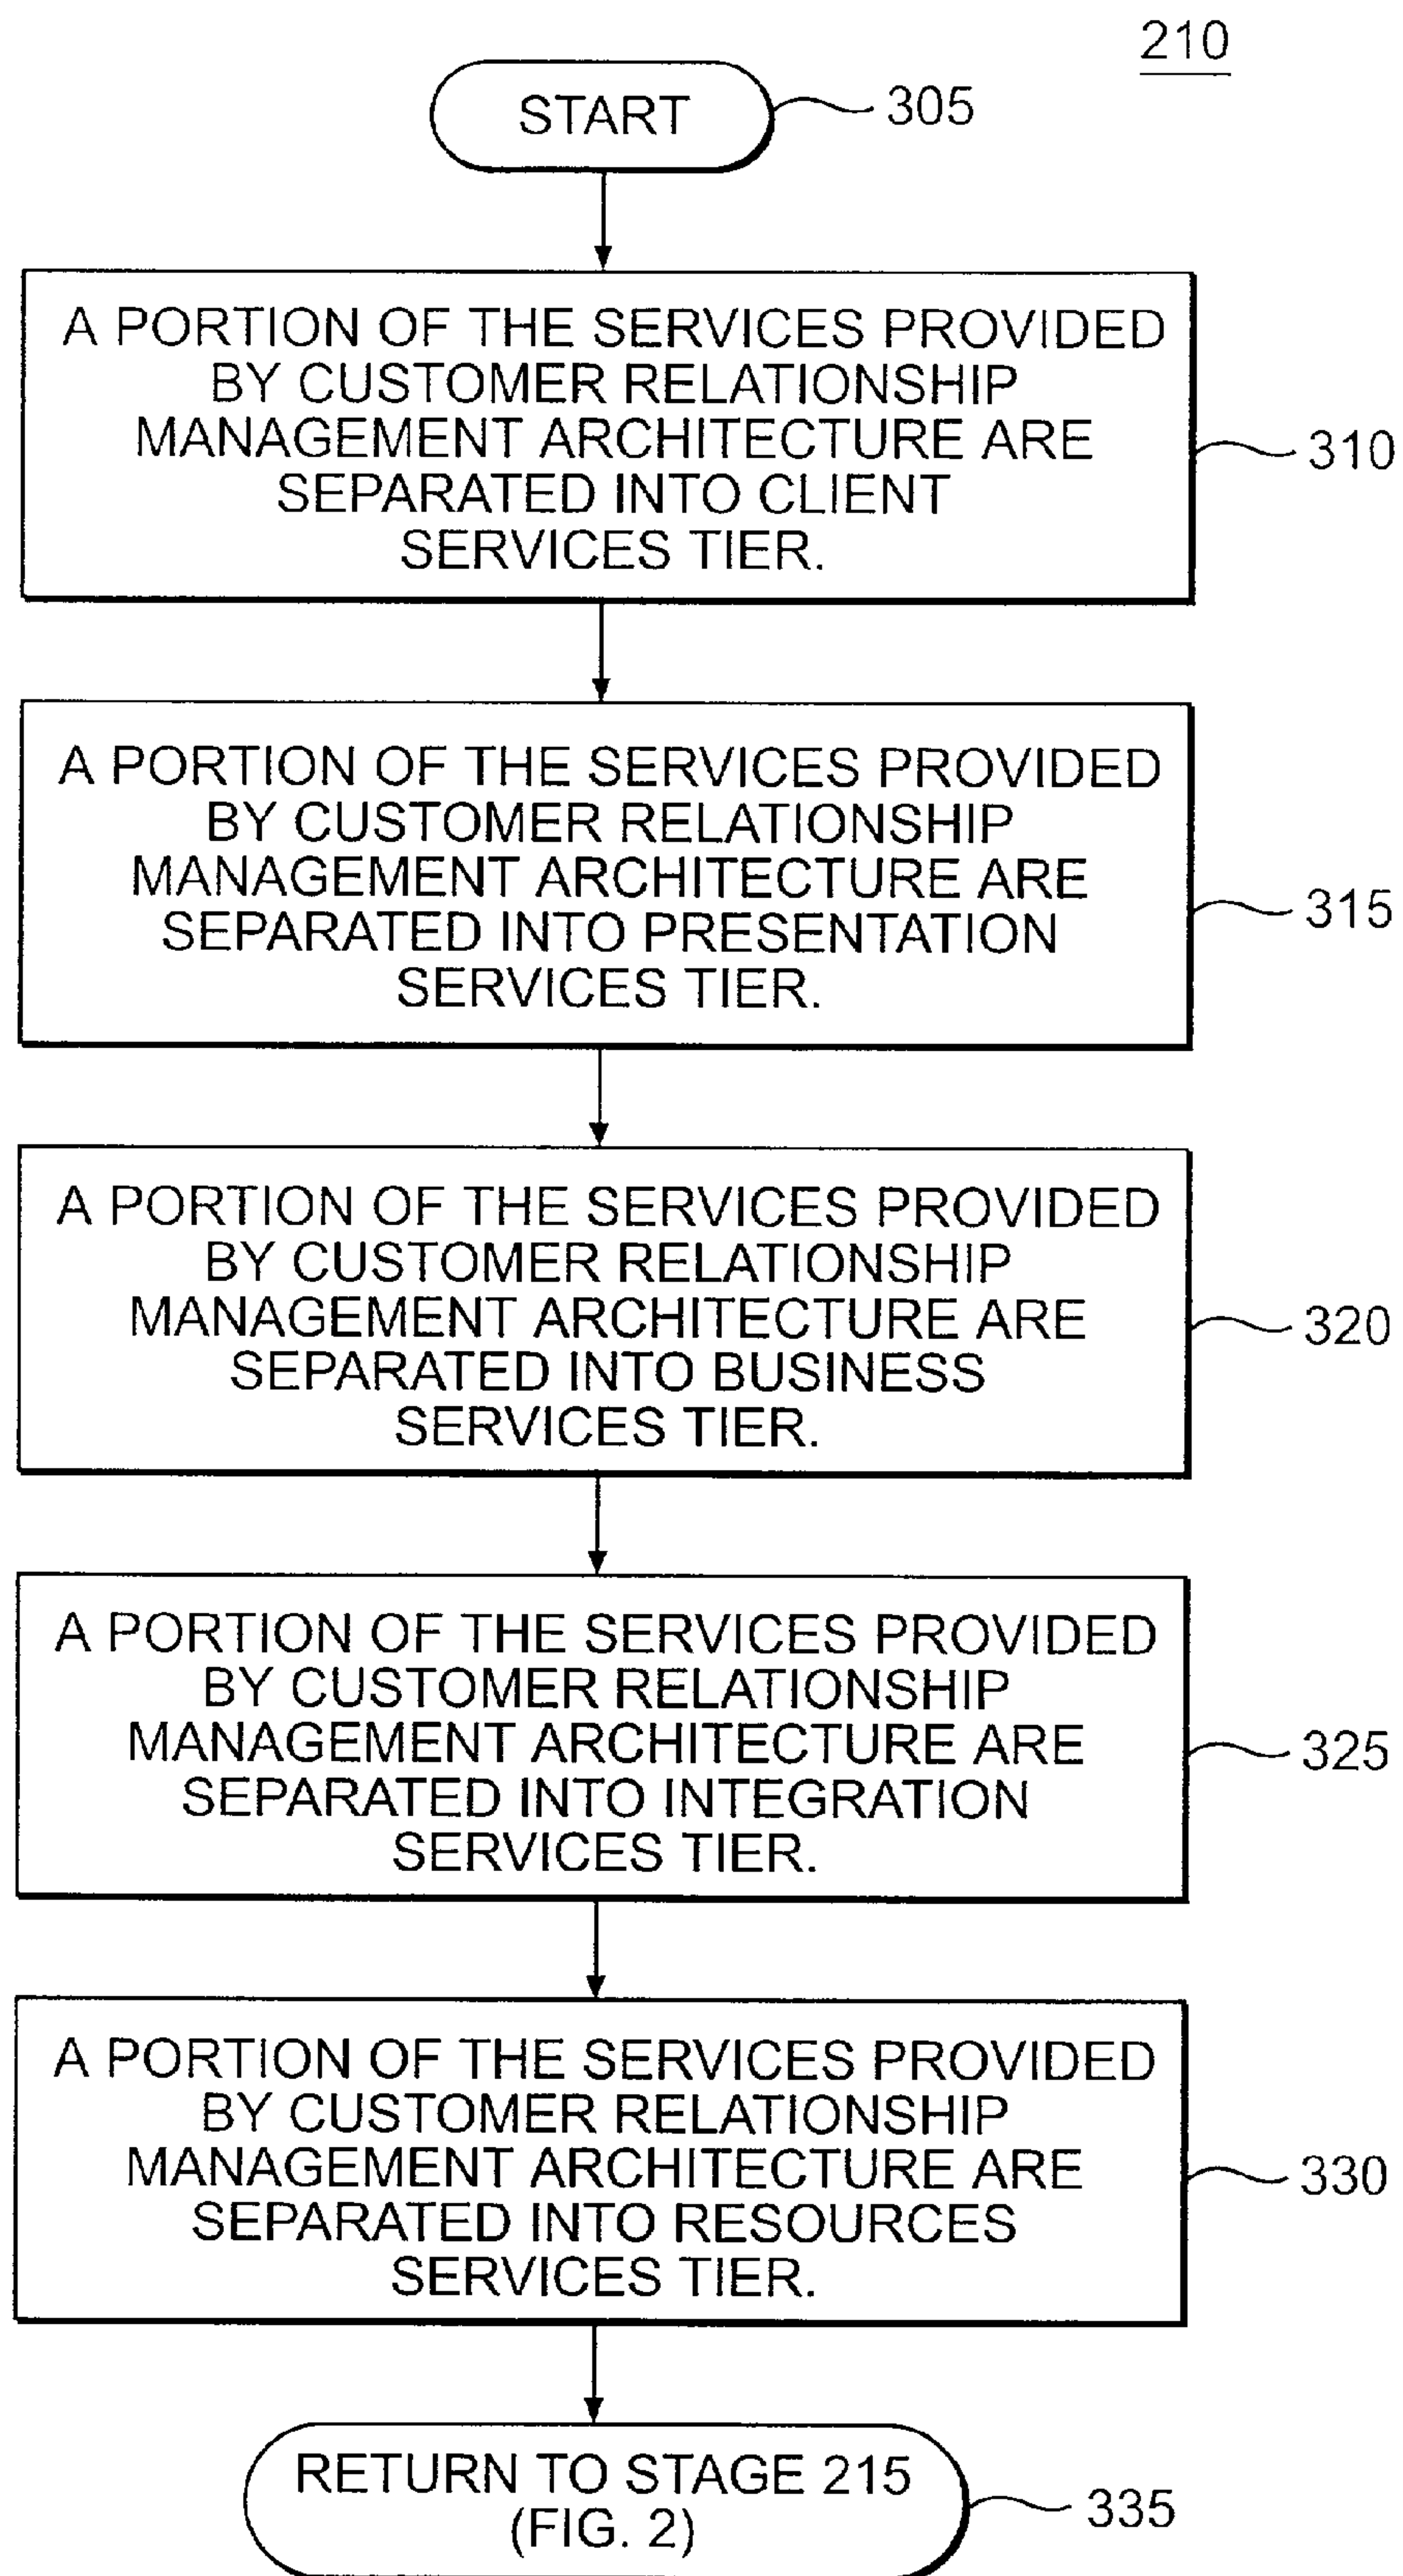 210
START
305
A PORTION OF THE SERVICES PROVIDED
BY CUSTOMER RELATIONSHIP
MANAGEMENT ARCHITECTURE ARE
SEPARATED INTO CLIENT
SERVICES TIER.
310
A PORTION OF THE SERVICES PROVIDED
BY CUSTOMER RELATIONSHIP
MANAGEMENT ARCHITECTURE ARE
SEPARATED INTO PRESENTATION
SERVICES TIER.
315
A PORTION OF THE SERVICES PROVIDED
BY CUSTOMER RELATIONSHIP
MANAGEMENT ARCHITECTURE ARE
SEPARATED INTO BUSINESS
SERVICES TIER.
320
A PORTION OF THE SERVICES PROVIDED
BY CUSTOMER RELATIONSHIP
MANAGEMENT ARCHITECTURE ARE
SEPARATED INTO INTEGRATION
SERVICES TIER.
325
A PORTION OF THE SERVICES PROVIDED
BY CUSTOMER RELATIONSHIP
MANAGEMENT ARCHITECTURE ARE
SEPARATED INTO RESOURCES
SERVICES TIER.
330
RETURN TO STAGE 215
(FIG. 2)
335